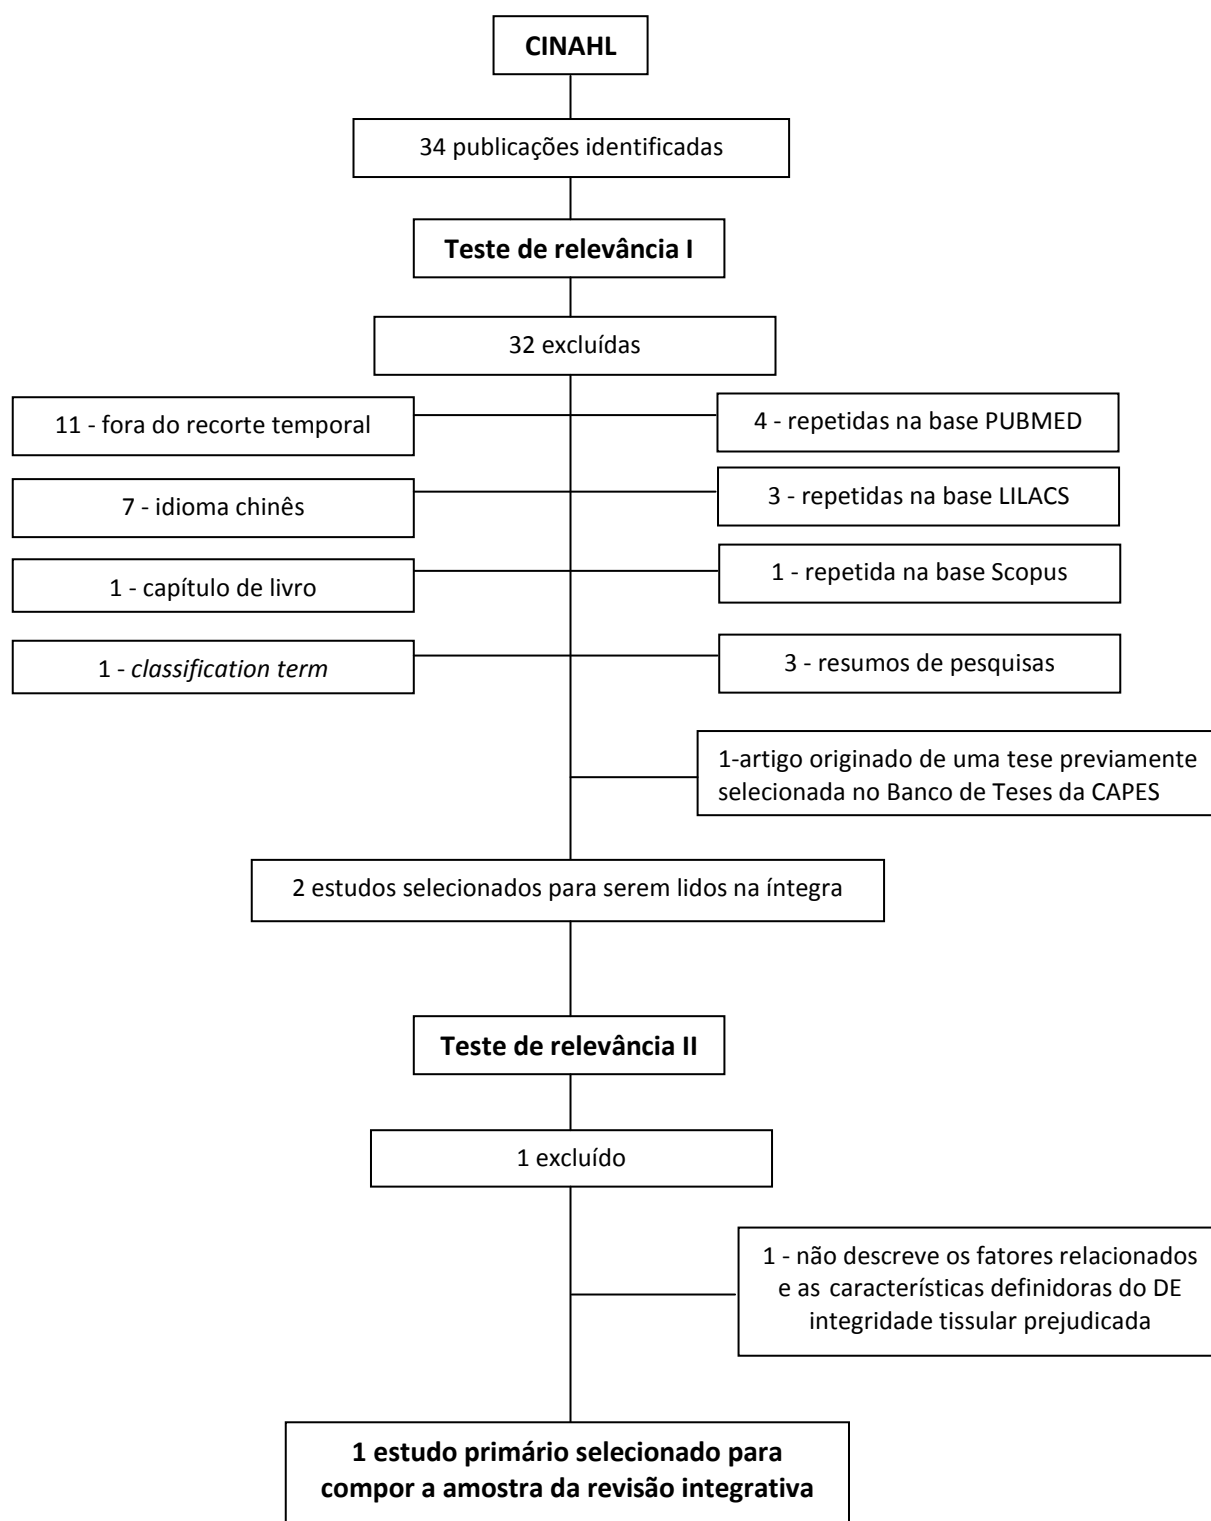 CINAHL
34 publicações identificadas
Teste de relevância I
32 excluídas
11 - fora do recorte temporal
4 - repetidas na base PUBMED
7 - idioma chinês
3 - repetidas na base LILACS
1 - capítulo de livro
1 - repetida na base Scopus
1 - classification term
3 - resumos de pesquisas
1-artigo originado de uma tese previamente
selecionada no Banco de Teses da CAPES
2 estudos selecionados para serem lidos na íntegra
Teste de relevância II
1 excluído
1 - não descreve os fatores relacionados
e as características definidoras do DE
integridade tissular prejudicada
1 estudo primário selecionado para
compor a amostra da revisão integrativa